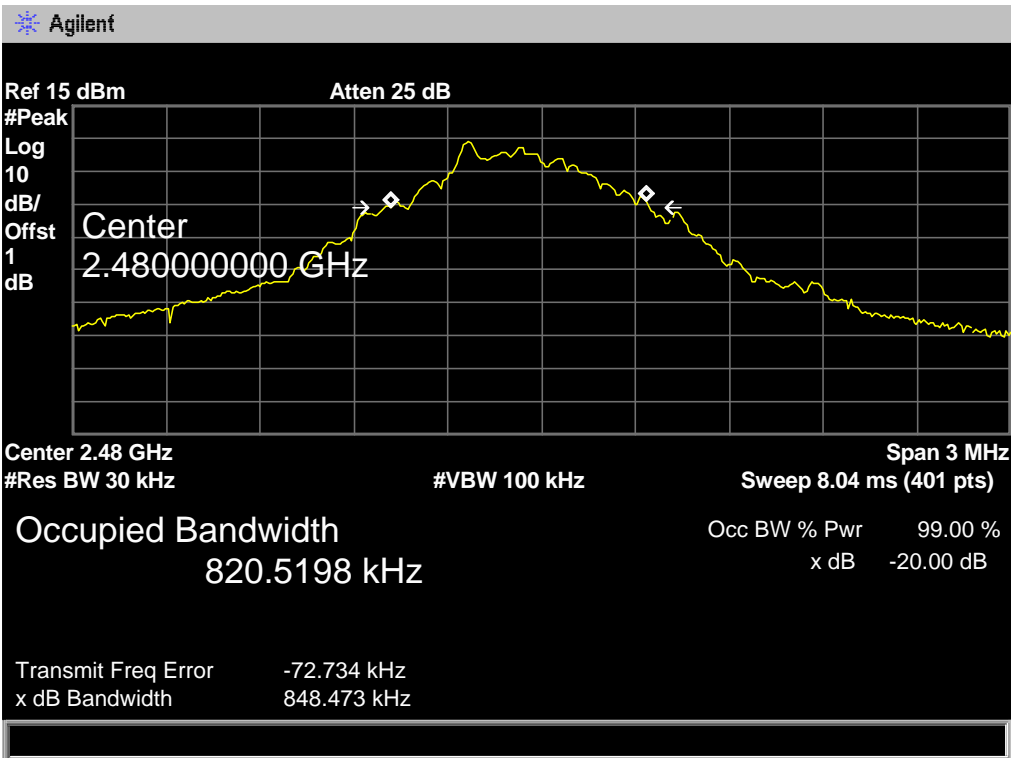 Agilent
Ref 15 dBm Atten 25 dB
#Peak
Log
10
dB/
Offst
1
dB
Center
2.480000000 GHz
Center 2.48 GHz Span 3 MHz
#Res BW 30 kHz #VBW 100 kHz Sweep 8.04 ms (401 pts)
Occupied Bandwidth
820.5198 kHz
Occ BW % Pwr 99.00 %
x dB -20.00 dB
Transmit Freq Error -72.734 kHz
x dB Bandwidth 848.473 kHz